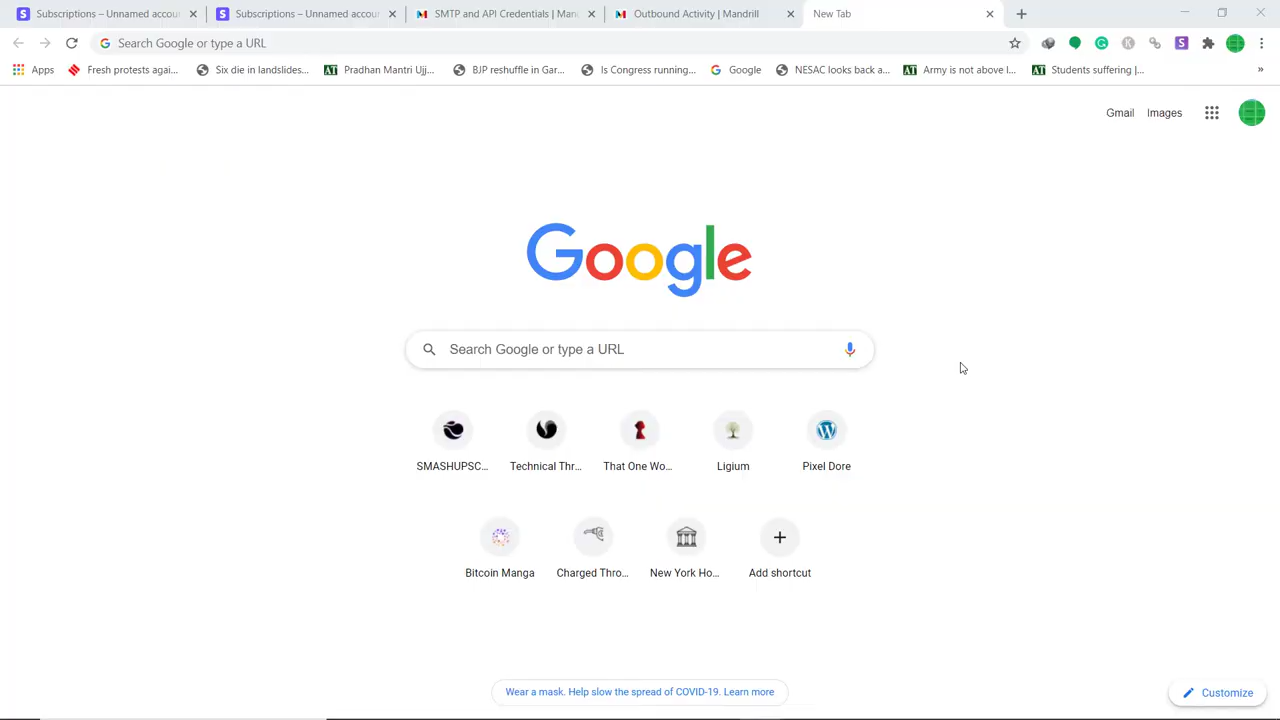 Subscriptions – Unnamed accou
Subscriptions – Unnamed accou
SMTP and API Credentials | Man
Outbound Activity | Mandrill
New Tab
Search Google or type a URL
Apps
Fresh protests agai...
Six die in landslides...
AT Pradhan Mantri Ujj...
BJP reshuffle in Gar...
Is Congress running...
Google
NESAC looks back a...
AT Army is not above l...
AT Students suffering |...
Gmail
Images
Google
Search Google or type a URL
SMASHUPSC...
Technical Thr...
That One Wo...
Ligium
Pixel Dore
Bitcoin Manga
Charged Thro...
New York Ho...
Add shortcut
Wear a mask. Help slow the spread of COVID-19. Learn more
Customize